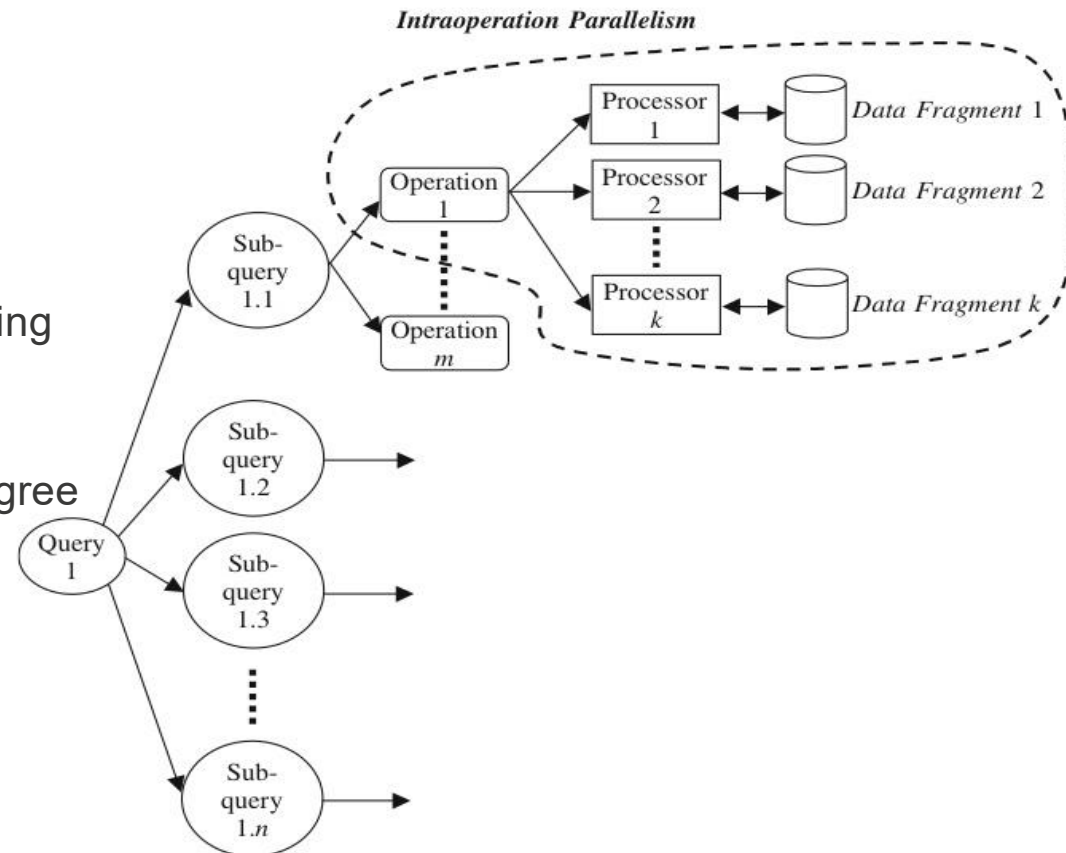 Intraoperation Parallelism
Processor
1
Data Fragment 1
Operation
1
Processor
2
Data Fragment 2
Sub-
query
1.1
Processor
k
Data Fragment k
ing
Operation
m
Sub-
query
1.2
gree
Query
1
Sub-
query
1.3
Sub-
query
1.n